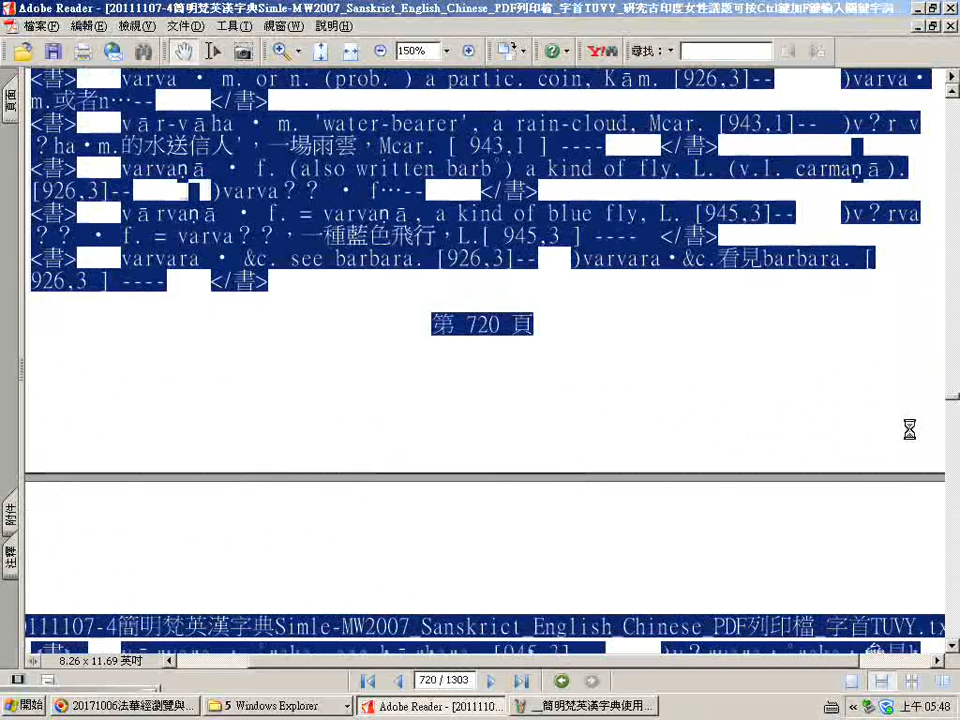 Adobe Reader - [20111107-4簡明梵英漢字典Simle-MW2007_Sanskrict_English_Chinese_PDF列印檔_字首TUVY_研究古印度女性議題可按Ctrl鍵加F鍵輸入關鍵字詞...
檔案(F) 編輯(E) 檢視(V) 文件(D) 工具(T) 視窗(W) 說明(H)
150% 尋找：
頁面
<書> varva ‧ m. or n. (prob. ) a partic. coin, Kām. [926,3]-- )varva‧
m.或者n…-- </書>
<書> vār-vāha ‧ m. 'water-bearer', a rain-cloud, Mcar. [943,1]-- )v？r v
？ha‧m.的水送信人'，一場雨雲，Mcar. [ 943,1 ] ---- </書>
<書> varvaṇā ‧ f. (also written barb°) a kind of fly, L. (v.l. carmaṇā).
[926,3]-- )varva？？ ‧ f…-- </書>
<書> vārvaṇā ‧ f. = varvaṇā, a kind of blue fly, L. [945,3]-- )v？rva
？？ ‧ f. = varva？？，一種藍色飛行，L.[ 945,3 ] ---- </書>
<書> varvara ‧ &c. see barbara. [926,3]-- )varvara‧&c.看見barbara. [
926,3 ] ---- </書>
第 720 頁
附件
注釋
111107-4簡明梵英漢字典Simle-MW2007_Sanskrict_English_Chinese_PDF列印檔_字首TUVY.tx
8.26 x 11.69 英吋
720 / 1303
開始 20171006法華經瀏覽與... 5 Windows Explorer Adobe Reader - [201110... __簡明梵英漢字典使用... 上午 05:48